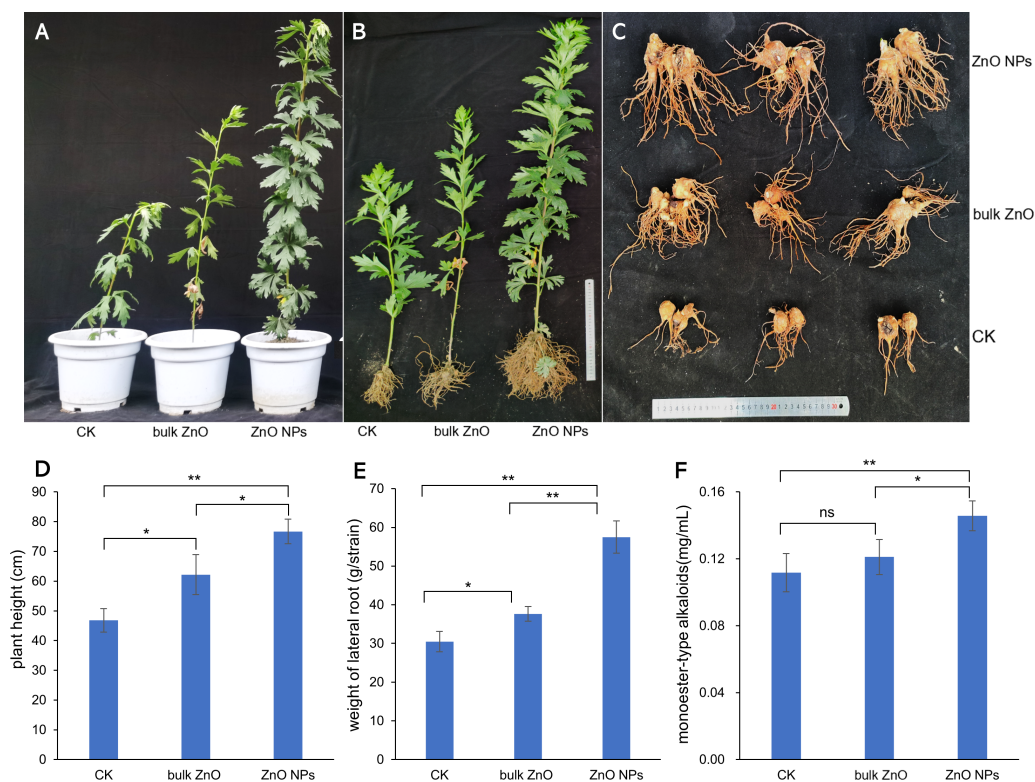 A
B
C
ZnO NPs
bulk ZnO
CK
CK
bulk ZnO
ZnO NPs
CK
bulk ZnO
ZnO NPs
D
**
*
*
90
80
70
60
50
40
30
20
10
0
plant height (cm)
CK
bulk ZnO
ZnO NPs
E
**
**
*
70
60
50
40
30
20
10
0
weight of lateral root (g/strain)
CK
bulk ZnO
ZnO NPs
F
**
*
ns
0.16
0.12
0.08
0.04
0.00
monoester-type alkaloids(mg/mL)
CK
bulk ZnO
ZnO NPs